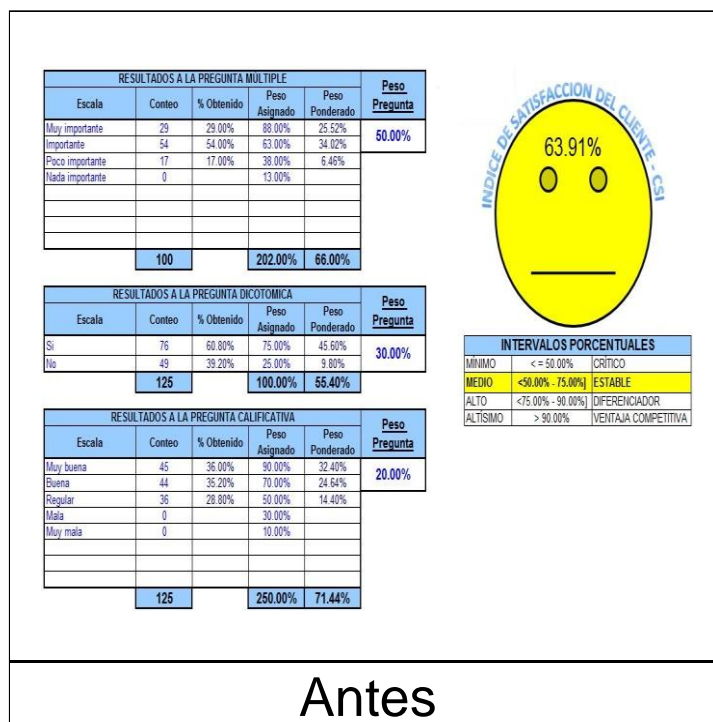 RESULTADOS A LA PREGUNTA MÚLTIPLE
Peso Pregunta
Escala Conteo % Obtenido Peso Asignado Peso Ponderado
Muy importante 29 29.00% 88.00% 25.52% 50.00%
Importante 54 54.00% 63.00% 34.02%
Poco importante 17 17.00% 38.00% 6.46%
Nada importante 0 13.00%
100 202.00% 66.00%
RESULTADOS A LA PREGUNTA DICOTOMICA
Peso Pregunta
Escala Conteo % Obtenido Peso Asignado Peso Ponderado
Si 76 60.80% 75.00% 45.60% 30.00%
No 49 39.20% 25.00% 9.80%
125 100.00% 55.40%
RESULTADOS A LA PREGUNTA CALIFICATIVA
Peso Pregunta
Escala Conteo % Obtenido Peso Asignado Peso Ponderado
Muy buena 45 36.00% 90.00% 32.40% 20.00%
Buena 44 35.20% 70.00% 24.64%
Regular 36 28.80% 50.00% 14.40%
Mala 0 30.00%
Muy mala 0 10.00%
125 250.00% 71.44%
INDICE DE SATISFACCION DEL CLIENTE - CSI
63.91%
INTERVALOS PORCENTUALES
MÍNIMO < = 50.00% CRÍTICO
MEDIO <50.00% - 75.00%] ESTABLE
ALTO <75.00% - 90.00%] DIFERENCIADOR
ALTÍSIMO > 90.00% VENTAJA COMPETITIVA
Antes